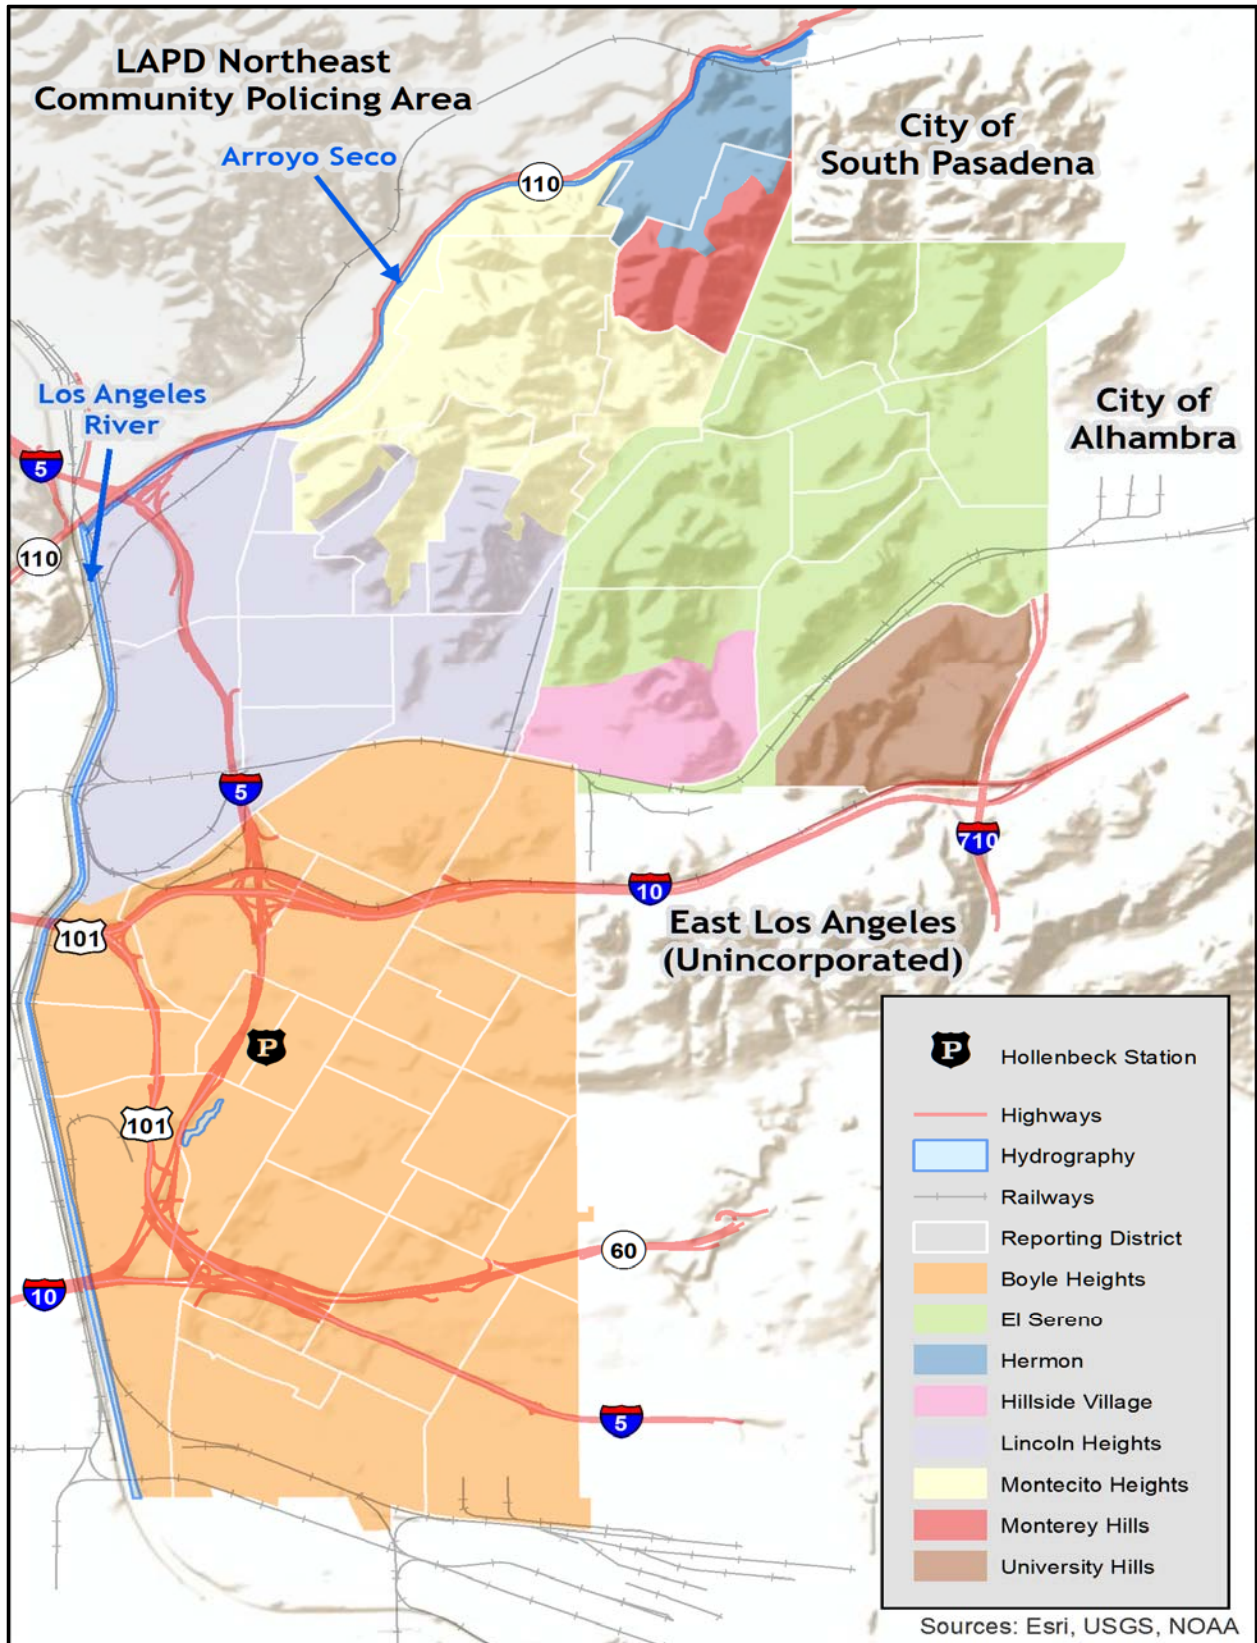 LAPD Northeast
Community Policing Area
Arroyo Seco
110
City of
South Pasadena
Los Angeles
River
City of
Alhambra
5
110
5
710
10
101
East Los Angeles
(Unincorporated)
P
101
60
10
5
P Hollenbeck Station
Highways
Hydrography
Railways
Reporting District
Boyle Heights
El Sereno
Hermon
Hillside Village
Lincoln Heights
Montecito Heights
Monterey Hills
University Hills
Sources: Esri, USGS, NOAA